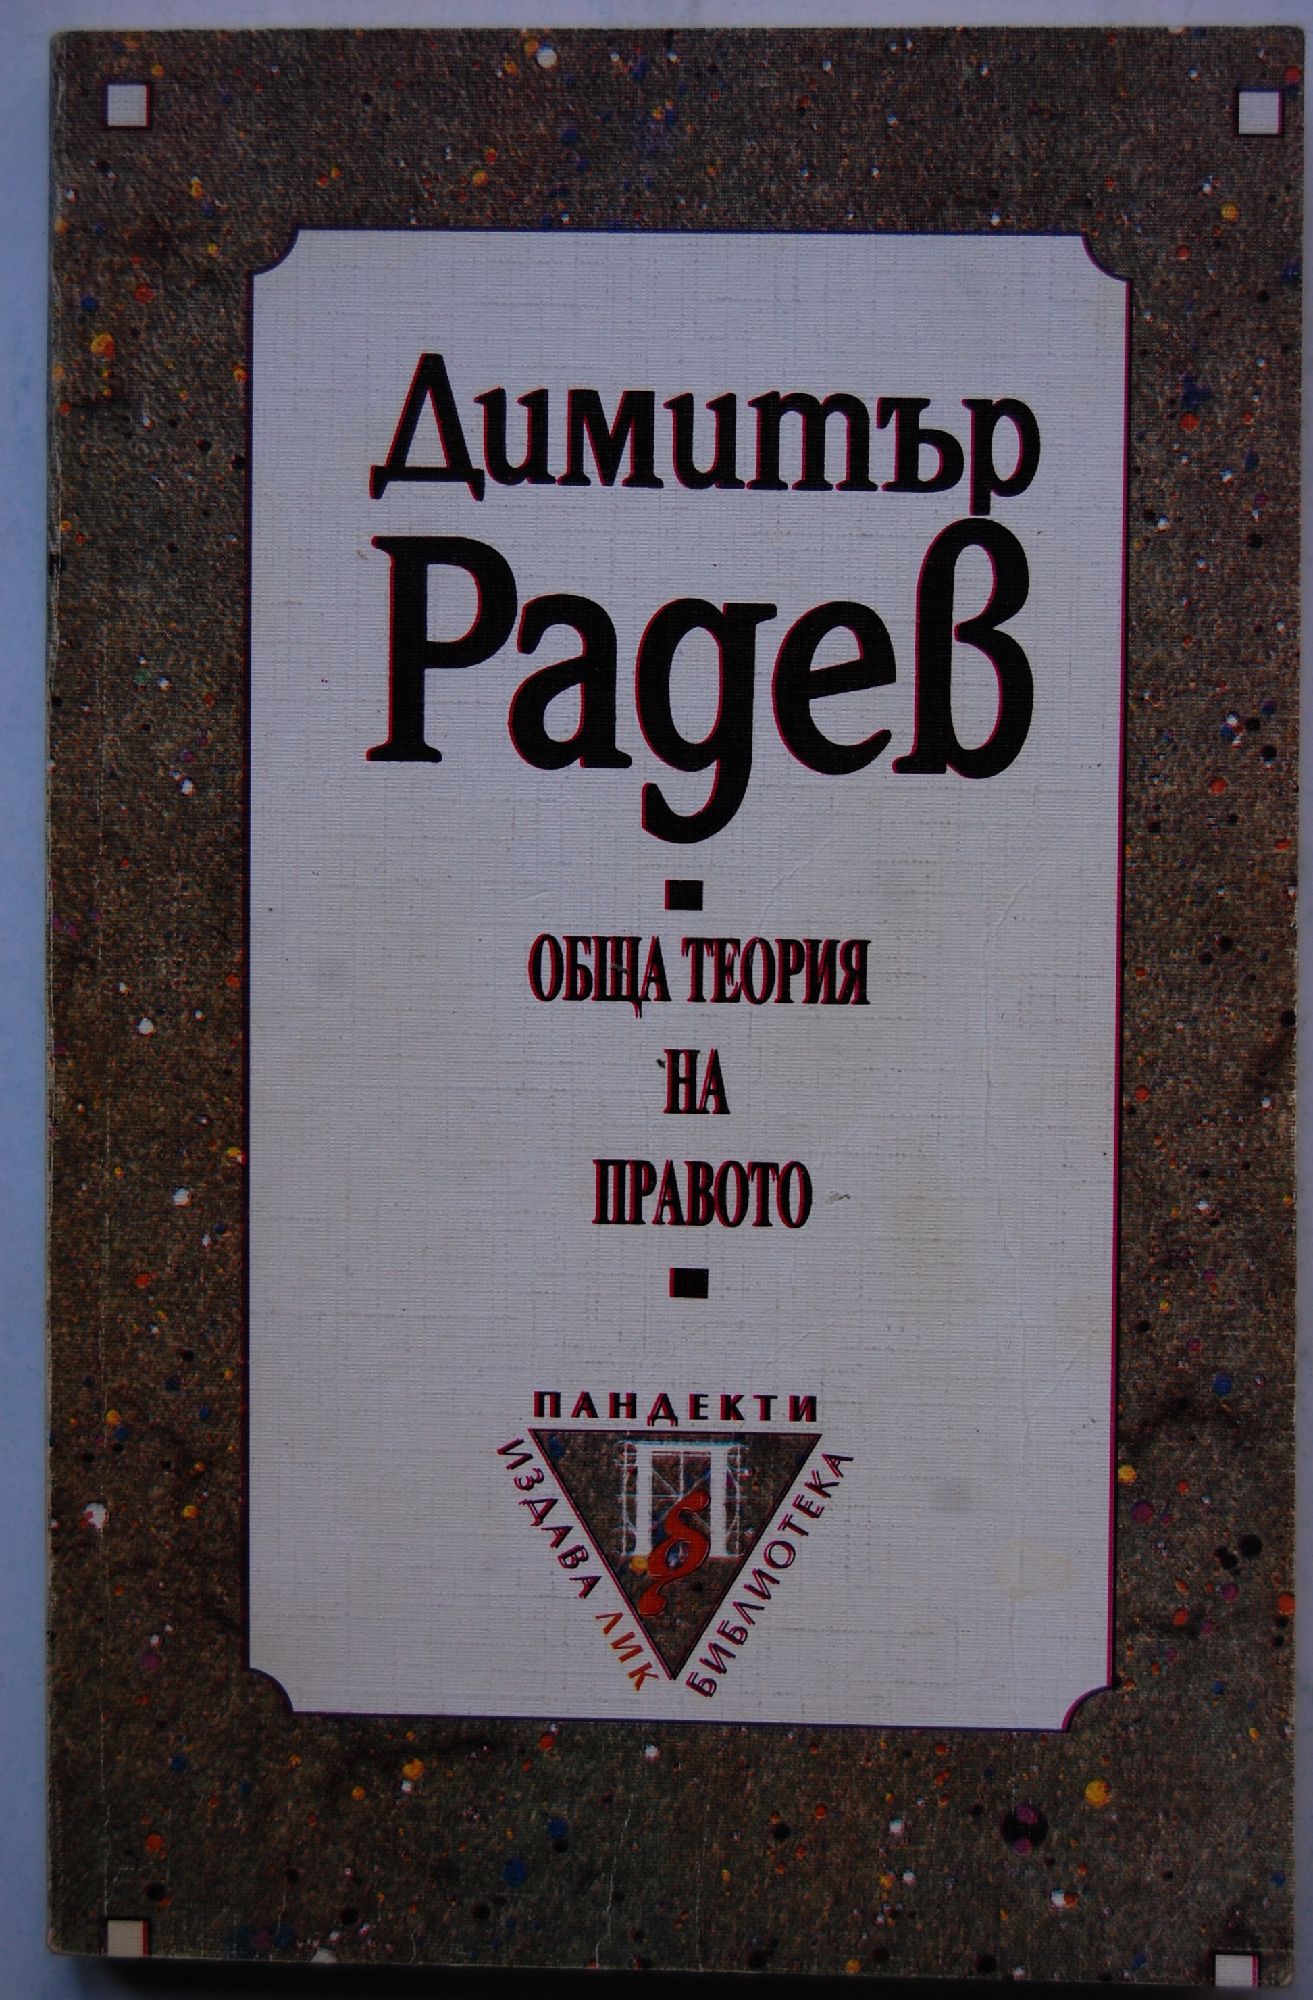 Димитър
Радев
ОБЩА ТЕОРИЯ
НА
ПРАВОТО
ПАНДЕКТИ
ИЗДАВА ЛИК
БИБЛИОТЕКА
П
§